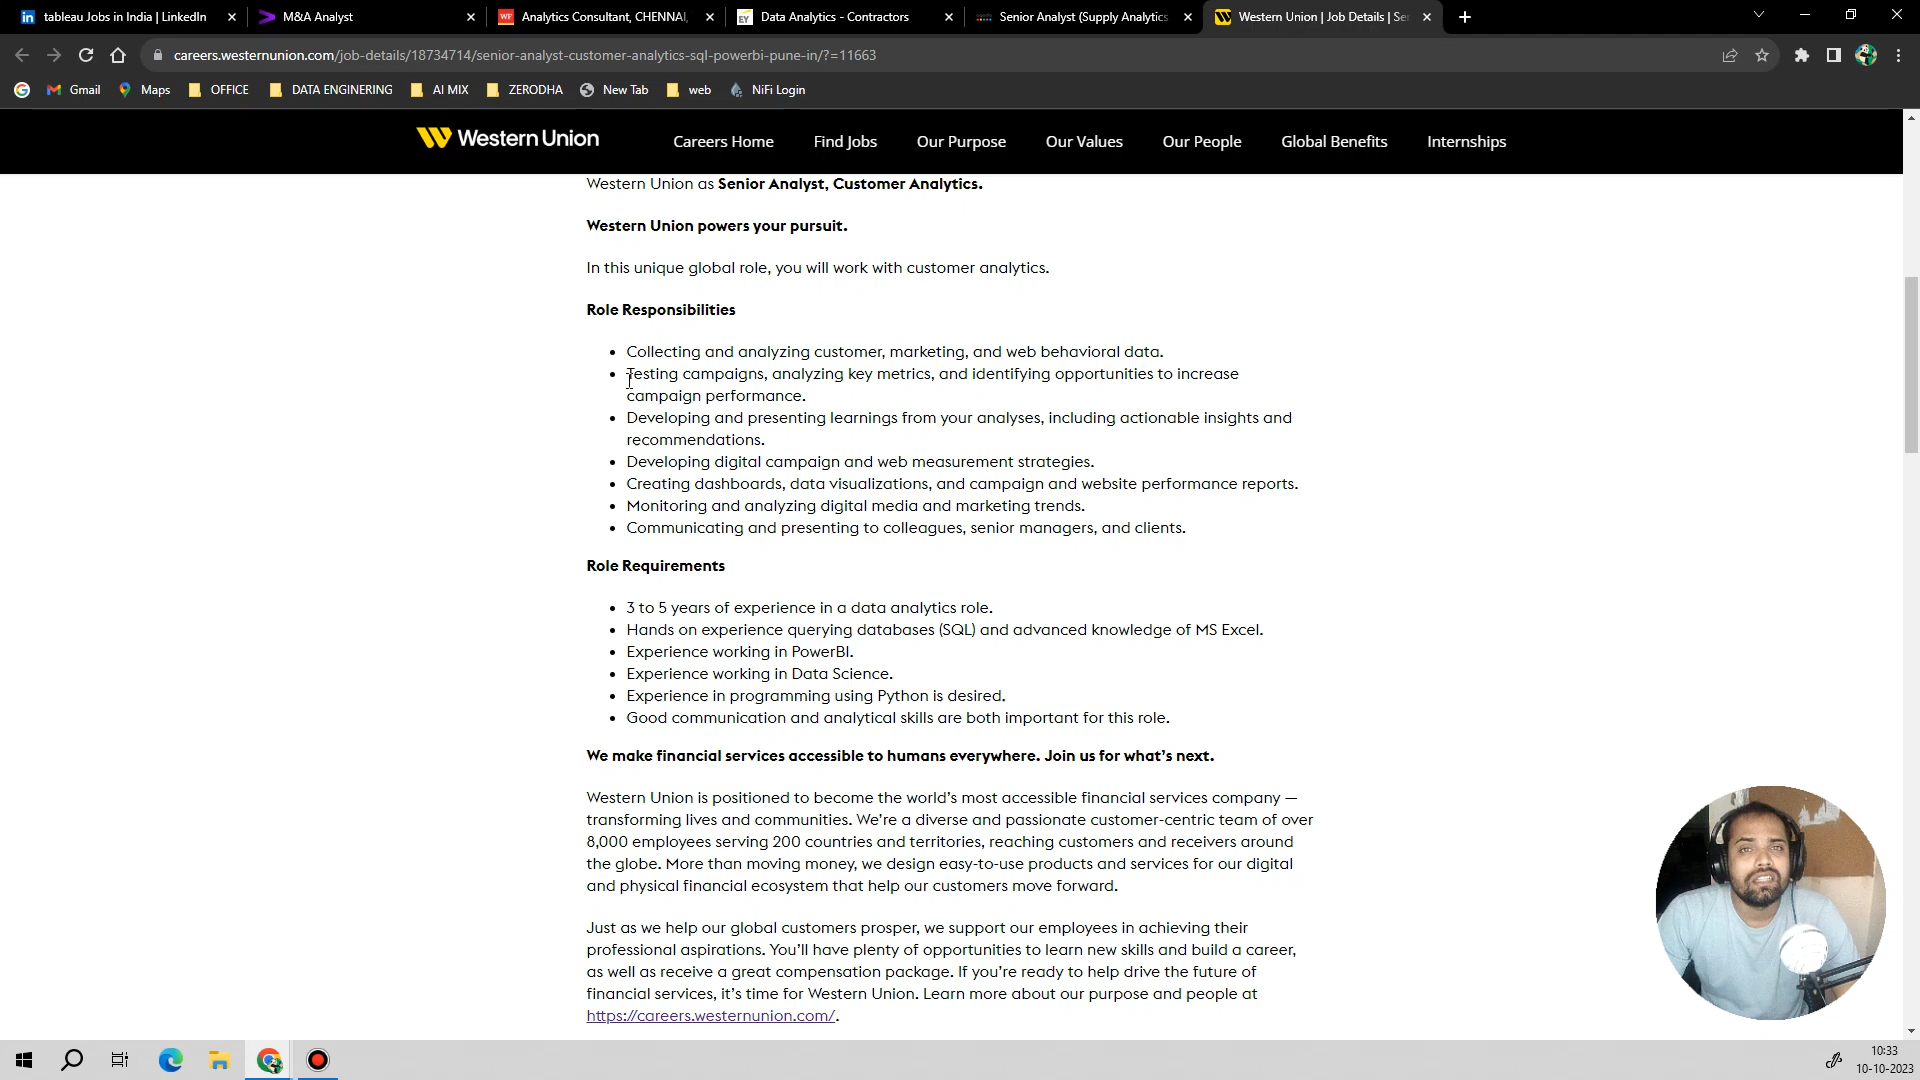 tableau Jobs in India | LinkedIn
M&A Analyst
Analytics Consultant, CHENNAI,
Data Analytics - Contractors
Senior Analyst (Supply Analytics
Western Union | Job Details | Se
careers.westernunion.com/job-details/18734714/senior-analyst-customer-analytics-sql-powerbi-pune-in/?=11663
Gmail
Maps
OFFICE
DATA ENGINERING
AI MIX
ZERODHA
New Tab
web
NiFi Login
Western Union
Careers Home
Find Jobs
Our Purpose
Our Values
Our People
Global Benefits
Internships
Western Union as Senior Analyst, Customer Analytics.
Western Union powers your pursuit.
In this unique global role, you will work with customer analytics.
Role Responsibilities
• Collecting and analyzing customer, marketing, and web behavioral data.
• Testing campaigns, analyzing key metrics, and identifying opportunities to increase
campaign performance.
• Developing and presenting learnings from your analyses, including actionable insights and
recommendations.
• Developing digital campaign and web measurement strategies.
• Creating dashboards, data visualizations, and campaign and website performance reports.
• Monitoring and analyzing digital media and marketing trends.
• Communicating and presenting to colleagues, senior managers, and clients.
Role Requirements
• 3 to 5 years of experience in a data analytics role.
• Hands on experience querying databases (SQL) and advanced knowledge of MS Excel.
• Experience working in PowerBI.
• Experience working in Data Science.
• Experience in programming using Python is desired.
• Good communication and analytical skills are both important for this role.
We make financial services accessible to humans everywhere. Join us for what's next.
Western Union is positioned to become the world's most accessible financial services company —
transforming lives and communities. We're a diverse and passionate customer-centric team of over
8,000 employees serving 200 countries and territories, reaching customers and receivers around
the globe. More than moving money, we design easy-to-use products and services for our digital
and physical financial ecosystem that help our customers move forward.
Just as we help our global customers prosper, we support our employees in achieving their
professional aspirations. You'll have plenty of opportunities to learn new skills and build a career,
as well as receive a great compensation package. If you're ready to help drive the future of
financial services, it's time for Western Union. Learn more about our purpose and people at
https://careers.westernunion.com/.
10:33
10-10-2023